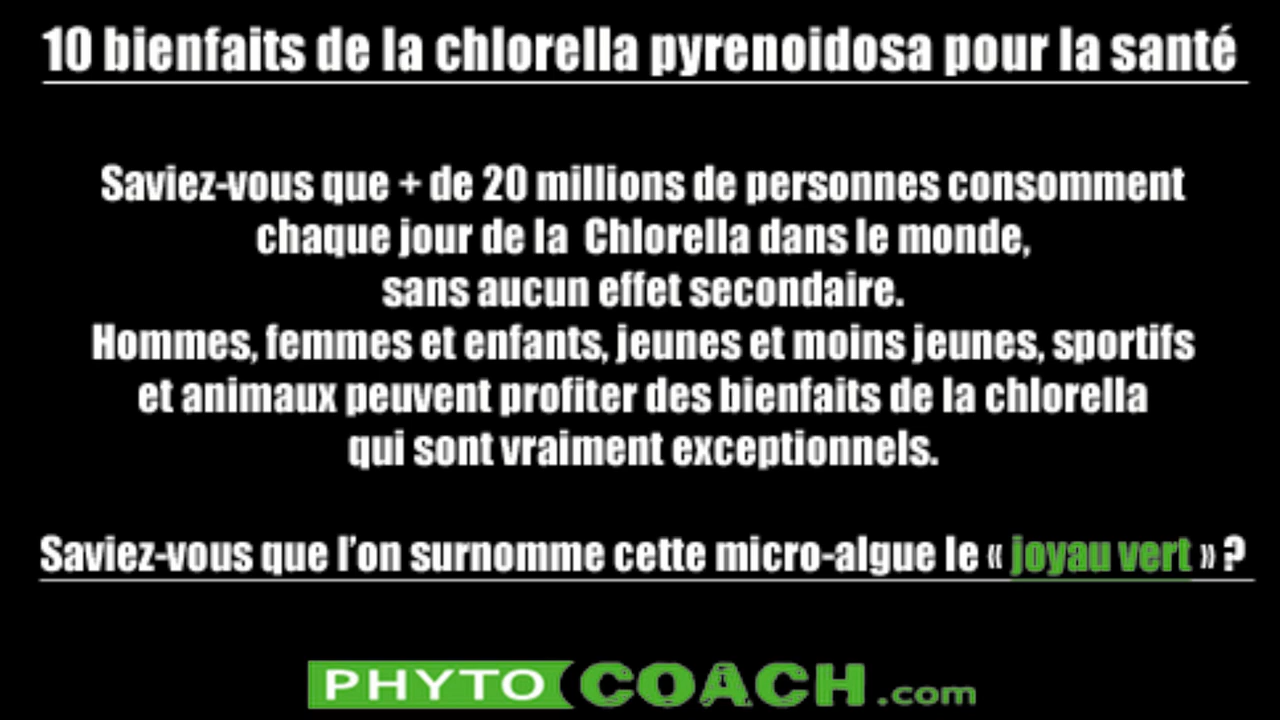 10 bienfaits de la chlorella pyrenoidosa pour la santé
Saviez-vous que + de 20 millions de personnes consomment
chaque jour de la Chlorella dans le monde,
sans aucun effet secondaire.
Hommes, femmes et enfants, jeunes et moins jeunes, sportifs
et animaux peuvent profiter des bienfaits de la chlorella
qui sont vraiment exceptionnels.
Saviez-vous que l’on surnomme cette micro-algue le « joyau vert » ?
PHYTO COACH.com